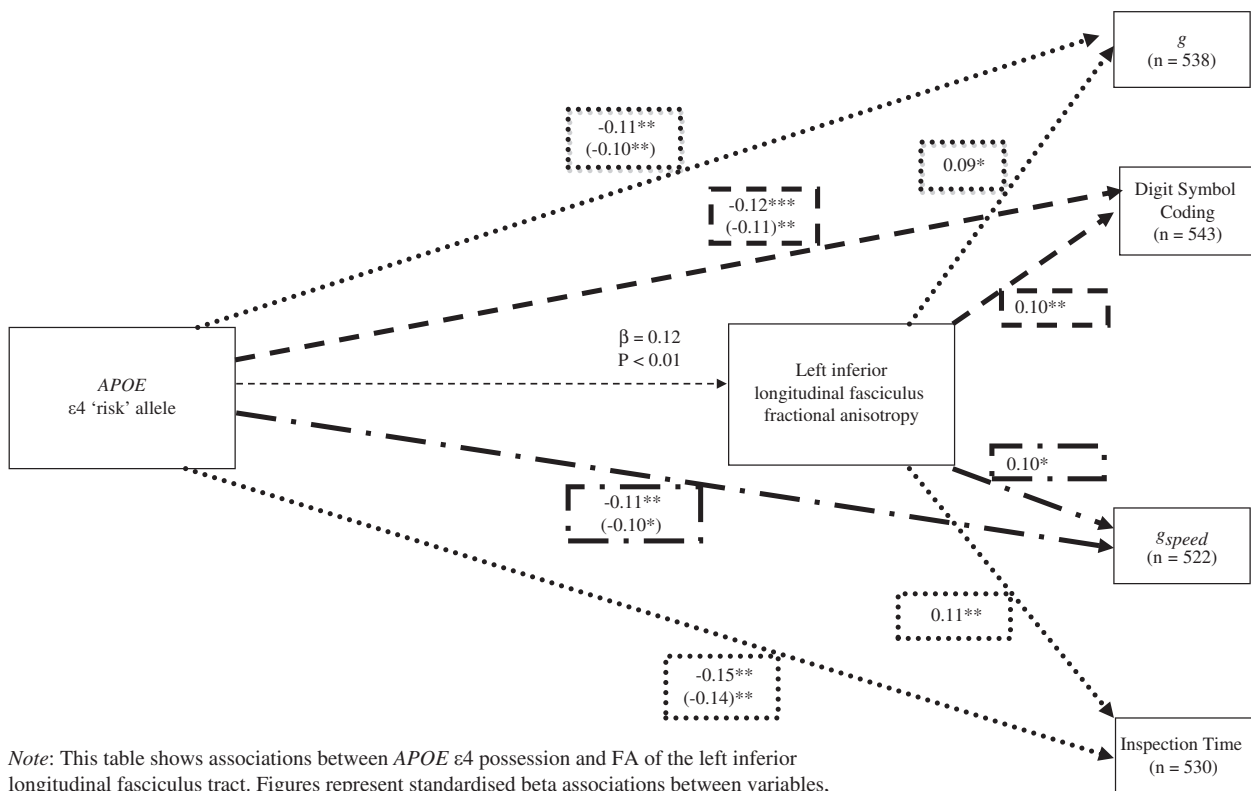 g
(n = 538)
-0.11**
(-0.10**)
0.09*
Digit Symbol
Coding
(n = 543)
-0.12***
(-0.11)**
0.10**
β = 0.12
P < 0.01
APOE
ε4 ‘risk’ allele
Left inferior
longitudinal fasciculus
fractional anisotropy
0.10*
-0.11**
(-0.10*)
gspeed
(n = 522)
0.11**
-0.15**
(-0.14)**
Inspection Time
(n = 530)
Note: This table shows associations between APOE ε4 possession and FA of the left inferior
longitudinal fasciculus tract. Figures represent standardised beta associations between variables,